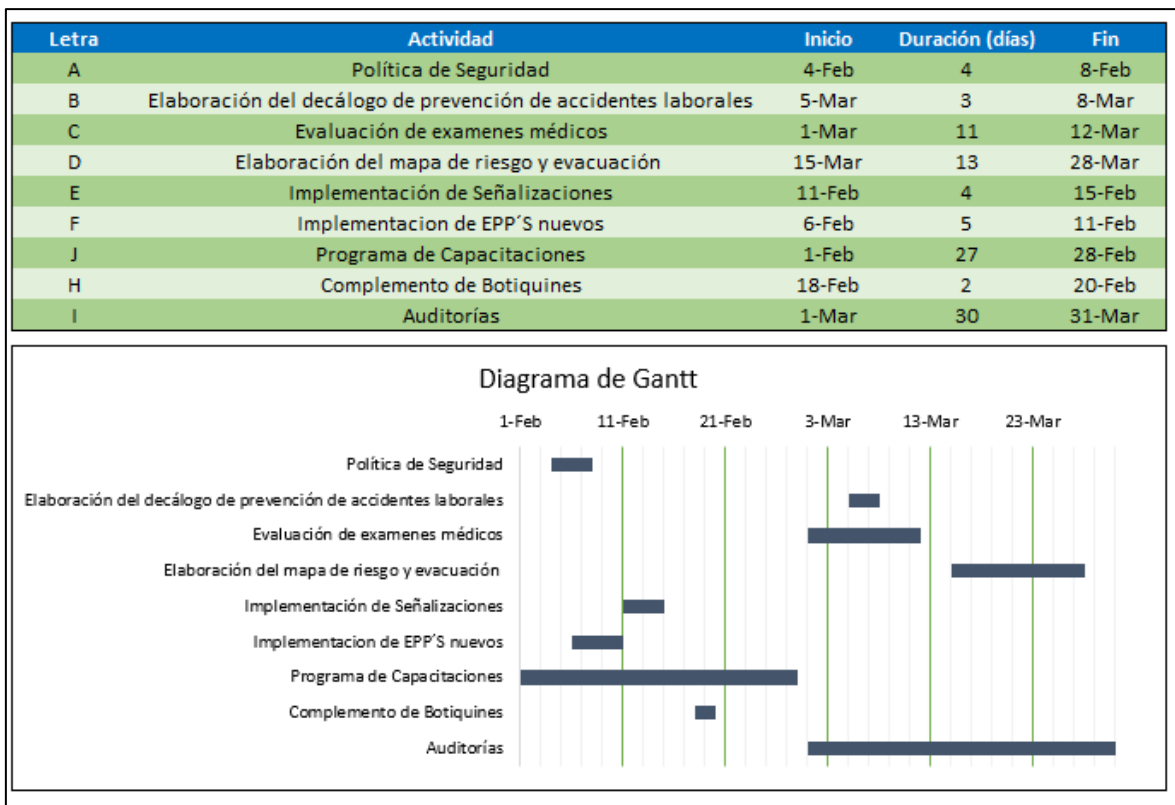 Letra Actividad Inicio Duración (días) Fin
A Política de Seguridad 4-Feb 4 8-Feb
B Elaboración del decálogo de prevención de accidentes laborales 5-Mar 3 8-Mar
C Evaluación de examenes médicos 1-Mar 11 12-Mar
D Elaboración del mapa de riesgo y evacuación 15-Mar 13 28-Mar
E Implementación de Señalizaciones 11-Feb 4 15-Feb
F Implementacion de EPP´S nuevos 6-Feb 5 11-Feb
J Programa de Capacitaciones 1-Feb 27 28-Feb
H Complemento de Botiquines 18-Feb 2 20-Feb
I Auditorías 1-Mar 30 31-Mar
Diagrama de Gantt
1-Feb 11-Feb 21-Feb 3-Mar 13-Mar 23-Mar
Política de Seguridad
Elaboración del decálogo de prevención de accidentes laborales
Evaluación de examenes médicos
Elaboración del mapa de riesgo y evacuación
Implementación de Señalizaciones
Implementacion de EPP´S nuevos
Programa de Capacitaciones
Complemento de Botiquines
Auditorías